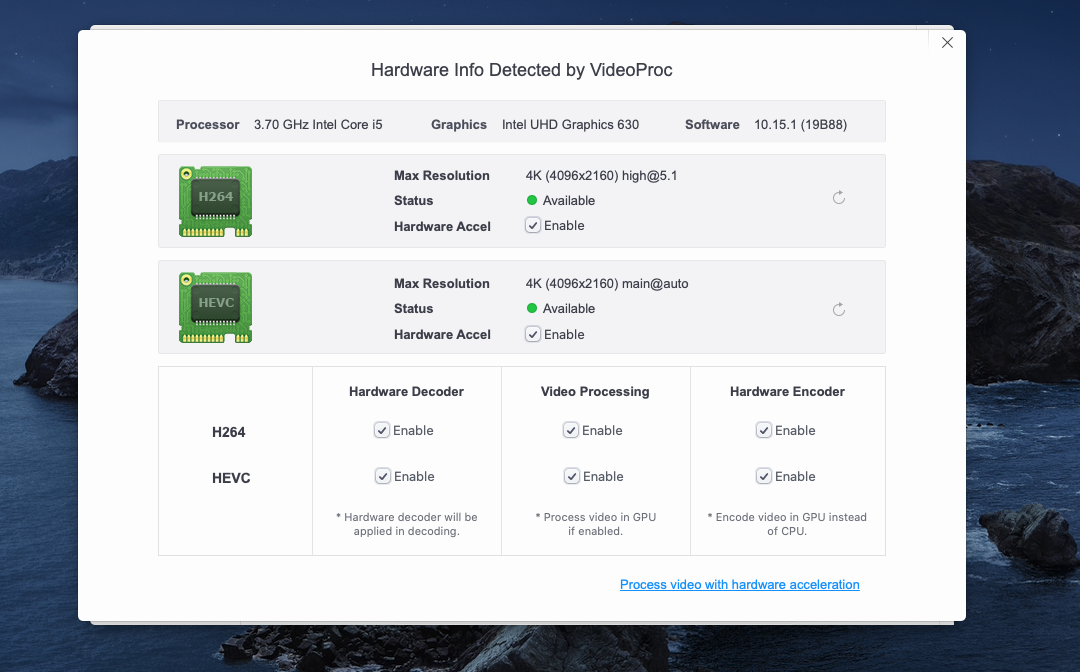 Hardware Info Detected by VideoProc
Processor 3.70 GHz Intel Core i5 Graphics Intel UHD Graphics 630 Software 10.15.1 (19B88)
H264
Max Resolution 4K (4096x2160) high@5.1
Status Available
Hardware Accel Enable
HEVC
Max Resolution 4K (4096x2160) main@auto
Status Available
Hardware Accel Enable
Hardware Decoder Video Processing Hardware Encoder
H264 Enable Enable Enable
HEVC Enable Enable Enable
* Hardware decoder will be
applied in decoding.
* Process video in GPU
if enabled.
* Encode video in GPU instead
of CPU.
Process video with hardware acceleration